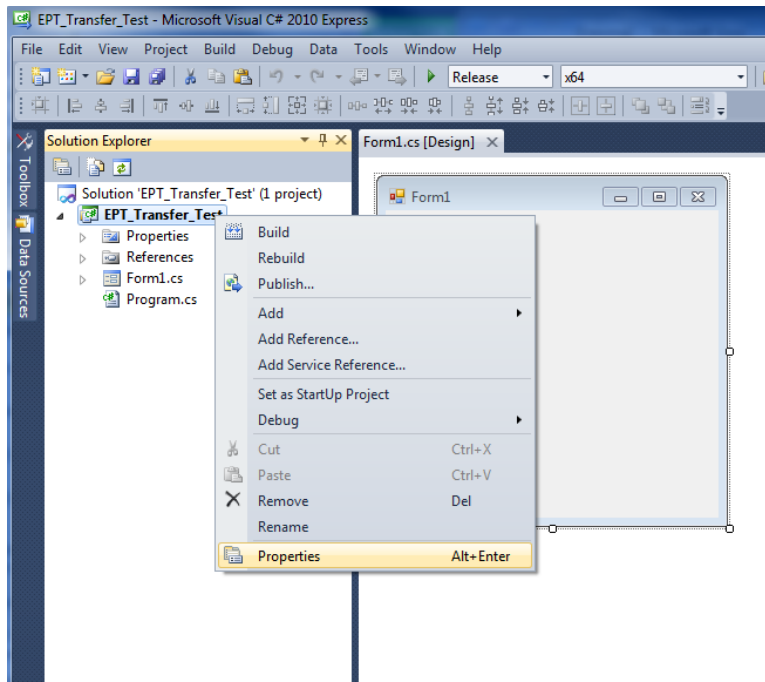 EPT_Transfer_Test - Microsoft Visual C# 2010 Express
File Edit View Project Build Debug Data Tools Window Help
Release x64
Solution Explorer
Form1.cs [Design]
Toolbox
Data Sources
Solution 'EPT_Transfer_Test' (1 project)
EPT_Transfer_Test
Properties
References
Form1.cs
Program.cs
Form1
Build
Rebuild
Publish...
Add
Add Reference...
Add Service Reference...
Set as StartUp Project
Debug
Cut Ctrl+X
Paste Ctrl+V
Remove Del
Rename
Properties Alt+Enter